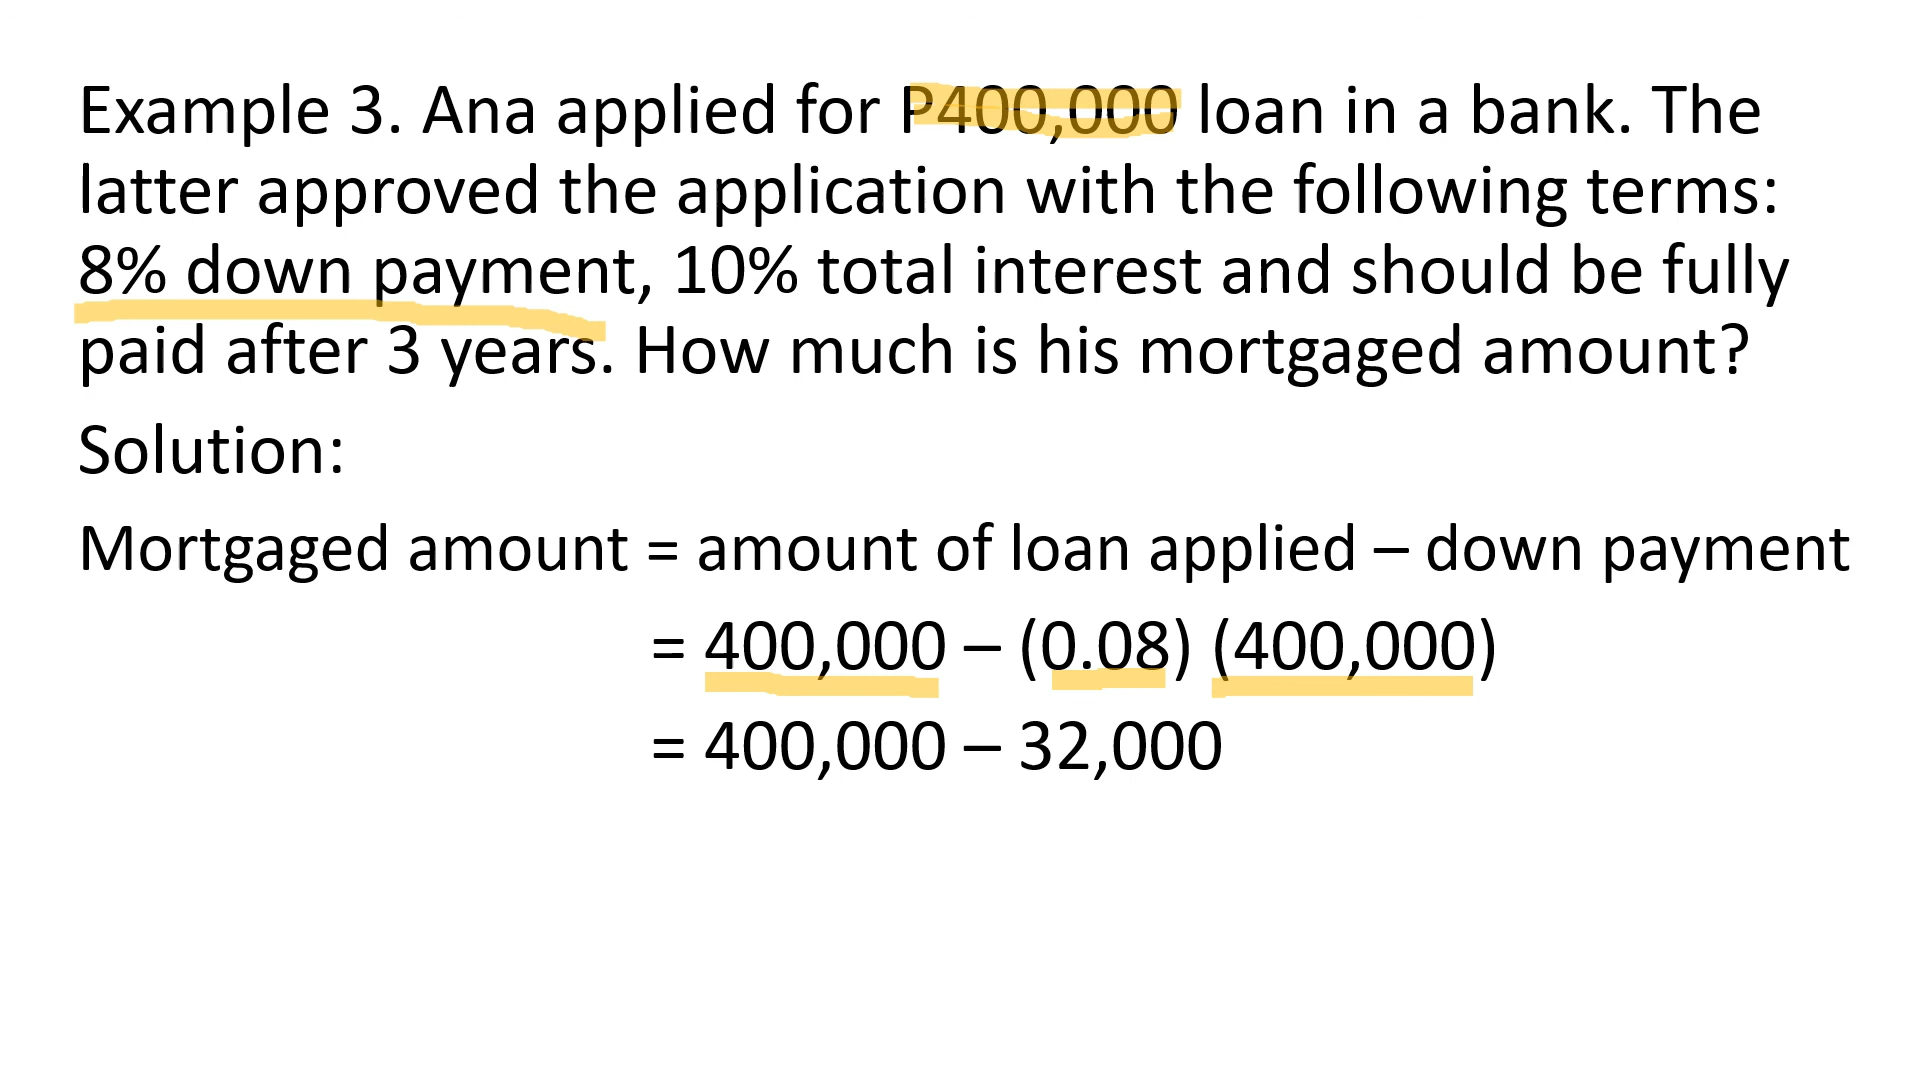 Example 3. Ana applied for P400,000 loan in a bank. The
latter approved the application with the following terms:
8% down payment, 10% total interest and should be fully
paid after 3 years. How much is his mortgaged amount?
Solution:
Mortgaged amount = amount of loan applied – down payment
= 400,000 – (0.08) (400,000)
= 400,000 – 32,000